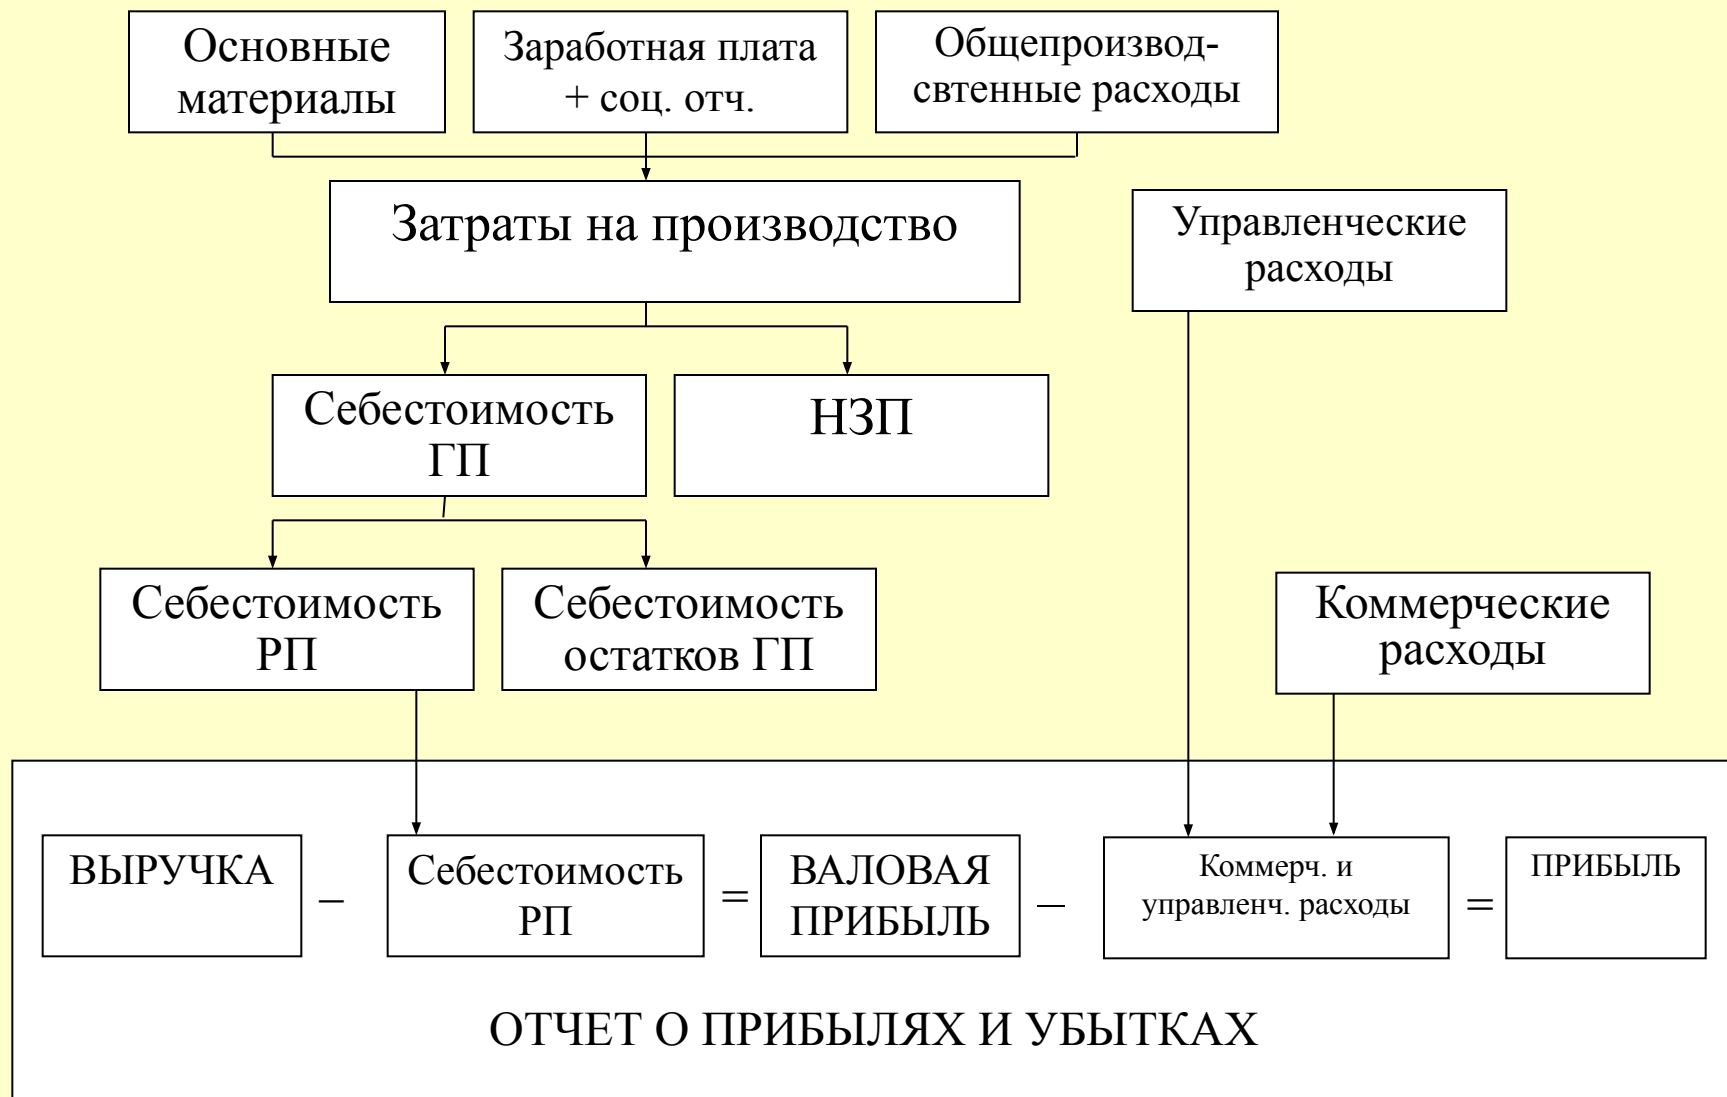 Основные
материалы
Заработная плата
+ соц. отч.
Общепроизвод-
свтенные расходы
Затраты на производство
Управленческие
расходы
Себестоимость
ГП
НЗП
Себестоимость
РП
Себестоимость
остатков ГП
Коммерческие
расходы
ВЫРУЧКА
–
Себестоимость
РП
=
ВАЛОВАЯ
ПРИБЫЛЬ
–
Коммерч. и
управленч. расходы
=
ПРИБЫЛЬ
ОТЧЕТ О ПРИБЫЛЯХ И УБЫТКАХ